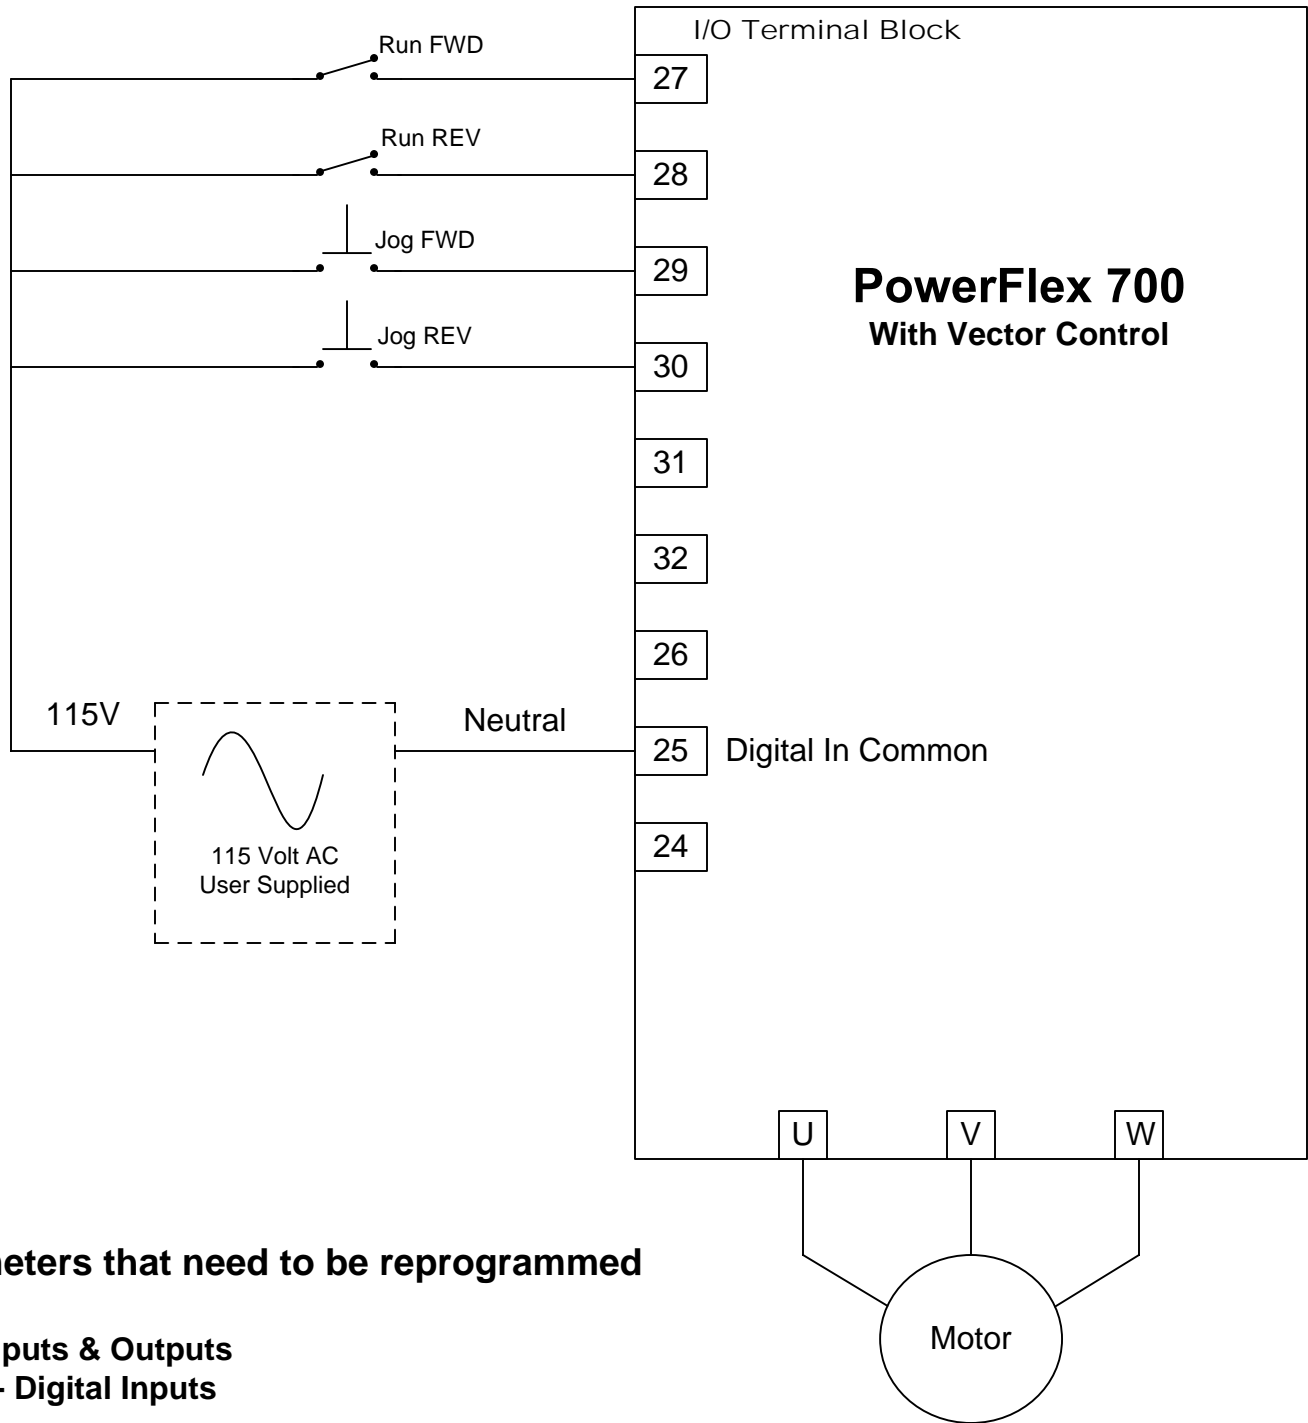 I/O Terminal Block
Run FWD
27
Run REV
28
Jog FWD
29
PowerFlex 700
With Vector Control
Jog REV
30
31
32
26
115V
Neutral
25 Digital In Common
115 Volt AC
User Supplied
24
U V W
Motor
that need to be reprogrammed
& Outputs
- Digital Inputs